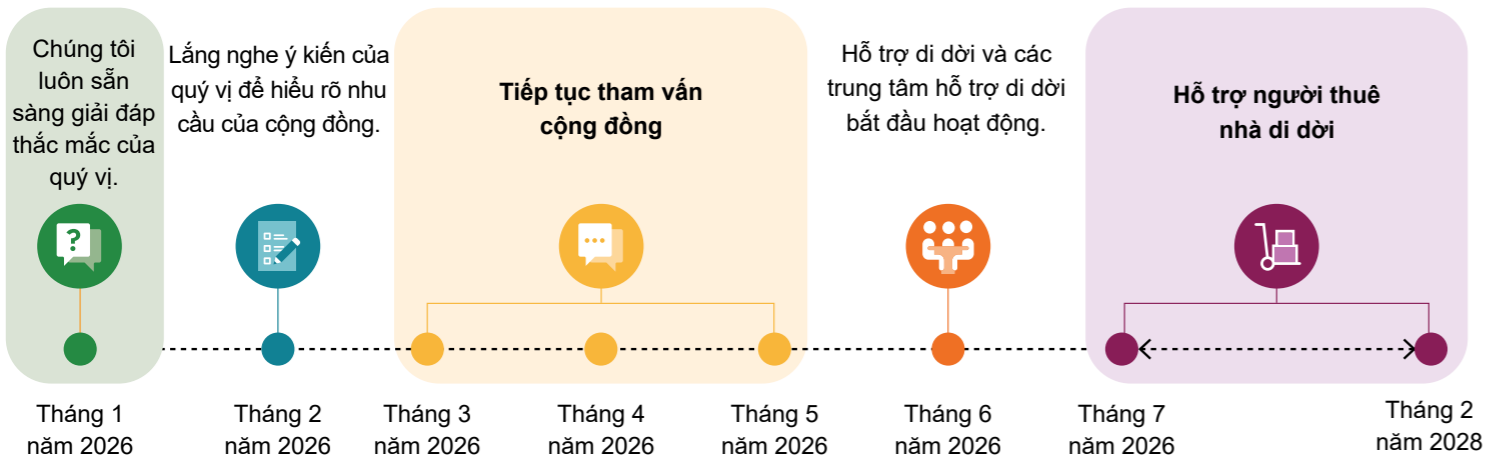 Chúng tôi
luôn sẵn
sàng giải đáp
thắc mắc của
quý vị.
Lắng nghe ý kiến của
quý vị để hiểu rõ nhu
cầu của cộng đồng.
Tiếp tục tham vấn
cộng đồng
Hỗ trợ di dời và các
trung tâm hỗ trợ di dời
bắt đầu hoạt động.
Hỗ trợ người thuê
nhà di dời
?
Tháng 1
năm 2026
Tháng 2
năm 2026
Tháng 3
năm 2026
Tháng 4
năm 2026
Tháng 5
năm 2026
Tháng 6
năm 2026
Tháng 7
năm 2026
Tháng 2
năm 2028